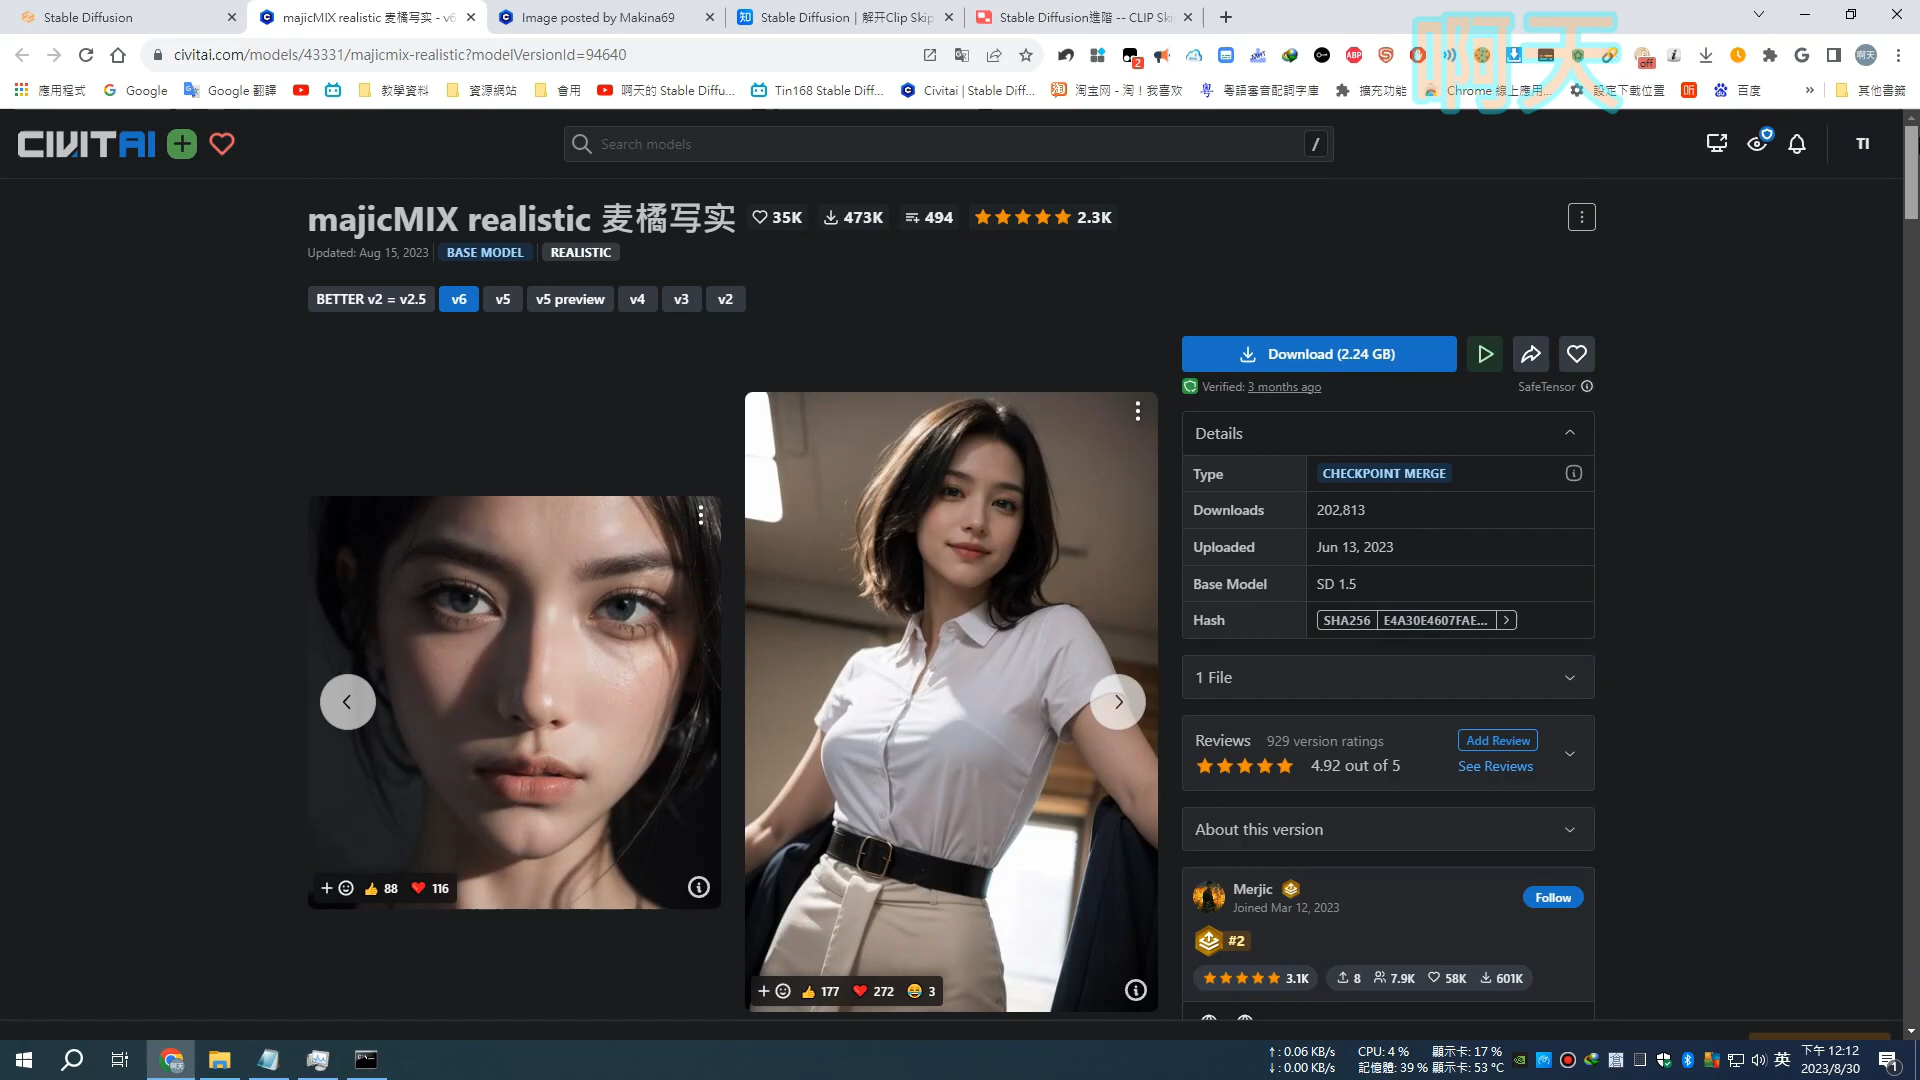 Stable Diffusion
majicMIX realistic 麦橘写实 - v6
Image posted by Makina69
Stable Diffusion | 解开Clip Skip
Stable Diffusion進階 -- CLIP Ski
civitai.com/models/43331/majicmix-realistic?modelVersionId=94640
啊天
應用程式
Google
Google 翻譯
教學資料
資源網站
會用
啊天的 Stable Diffu...
Tin168 Stable Diff...
Civitai | Stable Diff...
淘宝网 - 淘！我喜欢
粵語審音配詞字庫
擴充功能
Chrome 線上應用...
設定下載位置
百度
其他書籤
CIVITAI
Search models
/
TI
majicMIX realistic 麦橘写实
35K
473K
494
2.3K
Updated: Aug 15, 2023
BASE MODEL
REALISTIC
BETTER v2 = v2.5
v6
v5
v5 preview
v4
v3
v2
Download (2.24 GB)
Verified: 3 months ago
SafeTensor
Details
Type
CHECKPOINT MERGE
Downloads
202,813
Uploaded
Jun 13, 2023
Base Model
SD 1.5
Hash
SHA256
E4A30E4607FAE...
1 File
Reviews
929 version ratings
Add Review
4.92 out of 5
See Reviews
About this version
Merjic
Joined Mar 12, 2023
Follow
#2
3.1K
8
7.9K
58K
601K
88
116
177
272
3
↑: 0.06 KB/s
↓: 0.00 KB/s
CPU: 4 %
顯示卡: 17 %
記憶體: 39 %
顯示卡: 53 °C
英
下午 12:12
2023/8/30